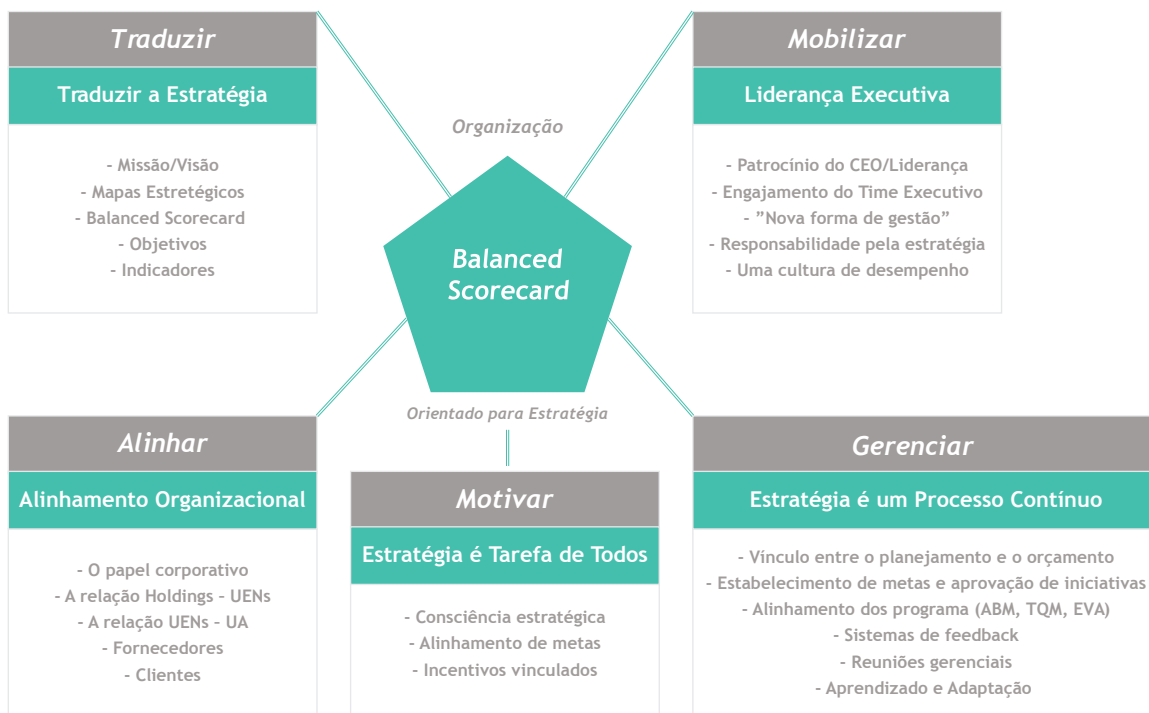 Traduzir
Traduzir a Estratégia
- Missão/Visão
- Mapas Estretégicos
- Balanced Scorecard
- Objetivos
- Indicadores
Organização
Balanced
Scorecard
Orientado para Estratégia
Mobilizar
Liderança Executiva
- Patrocínio do CEO/Liderança
- Engajamento do Time Executivo
- ”Nova forma de gestão”
- Responsabilidade pela estratégia
- Uma cultura de desempenho
Alinhar
Alinhamento Organizacional
- O papel corporativo
- A relação Holdings – UENs
- A relação UENs – UA
- Fornecedores
- Clientes
Motivar
Estratégia é Tarefa de Todos
- Consciência estratégica
- Alinhamento de metas
- Incentivos vinculados
Gerenciar
Estratégia é um Processo Contínuo
- Vínculo entre o planejamento e o orçamento
- Estabelecimento de metas e aprovação de iniciativas
- Alinhamento dos programa (ABM, TQM, EVA)
- Sistemas de feedback
- Reuniões gerenciais
- Aprendizado e Adaptação